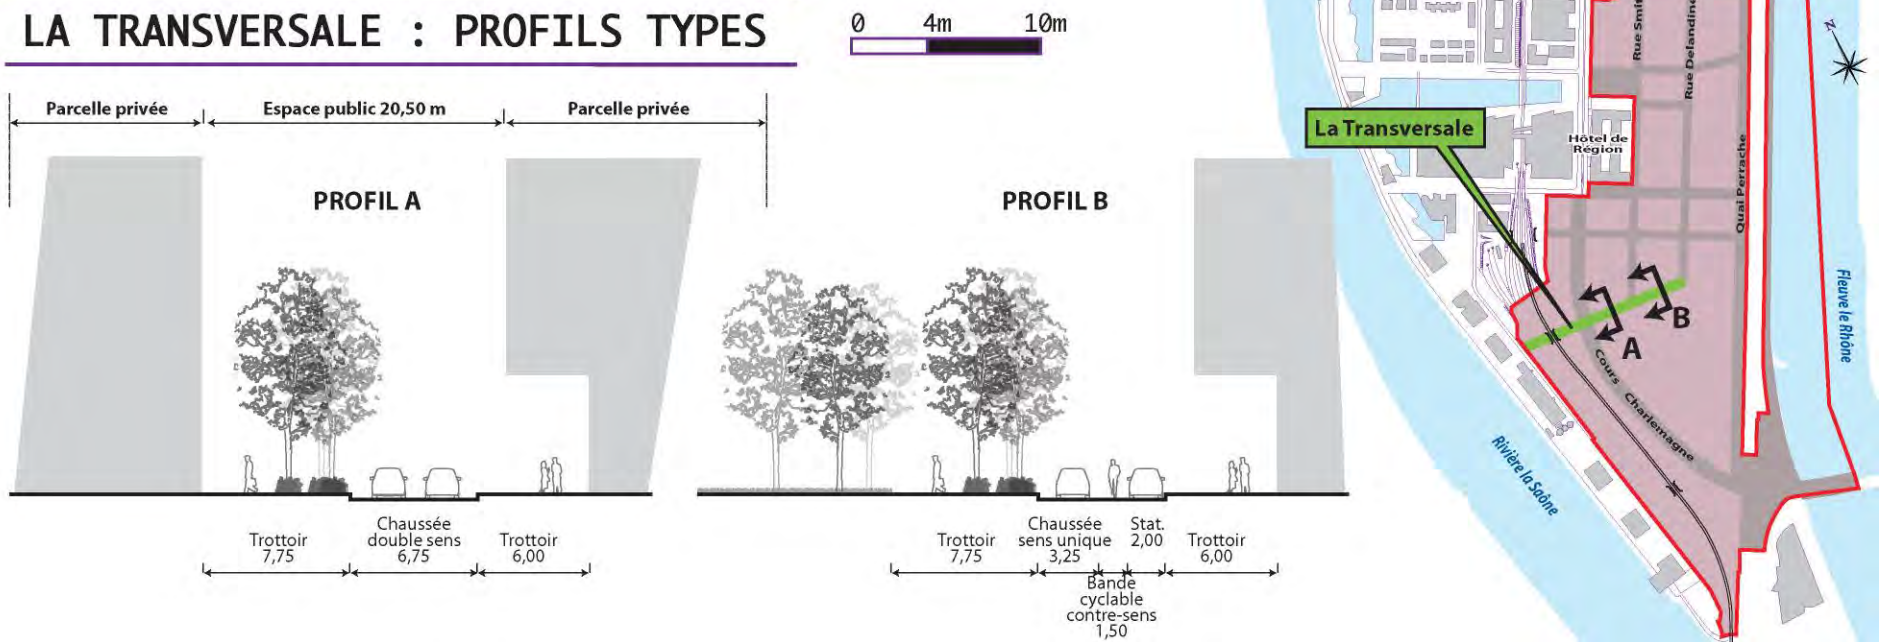 LA TRANSVERSALE : PROFILS TYPES
0 4m 10m
Parcelle privée
Espace public 20,50 m
Parcelle privée
PROFIL A
PROFIL B
Trottoir
7,75
Chaussée
double sens
6,75
Trottoir
6,00
Trottoir
7,75
Chaussée
sens unique
3,25
Bande
cyclable
contre-sens
1,50
Stat.
2,00
Trottoir
6,00
La Transversale
Hôtel de
Région
Rue Smith
Rue Delandine
Quai Perrache
Cours Charlemagne
A
B
Rivière la Saône
Fleuve le Rhône
N